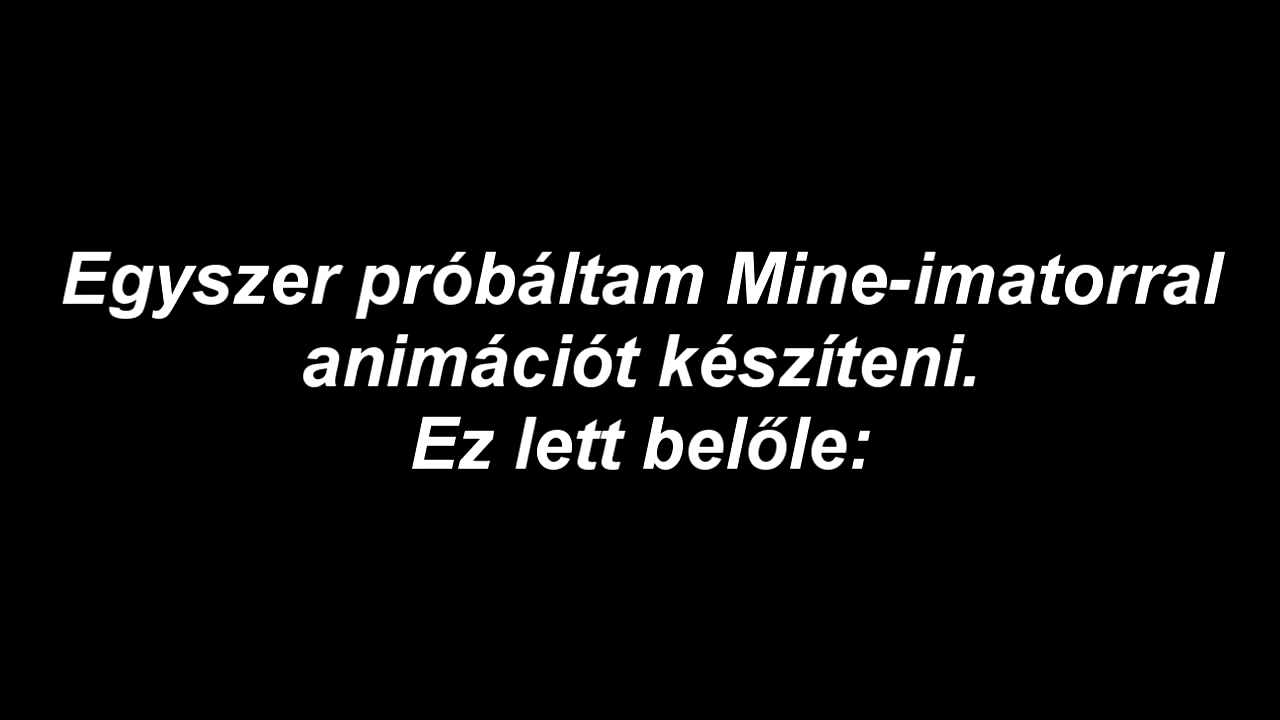 Egyszer próbáltam Mine-imatorral
animációt készíteni.
Ez lett belőle: